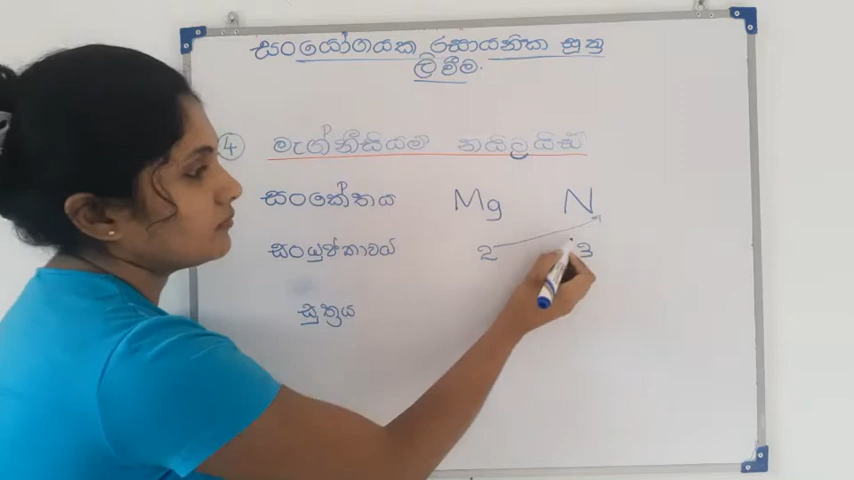 සංයෝගයක රසායනික සූත්‍ර
ලිවීම.
④ මැග්නීසියම් නයිට්‍රයිඩ්
සංකේතය Mg N
සංයුජතාවය 2 3
සූත්‍රය